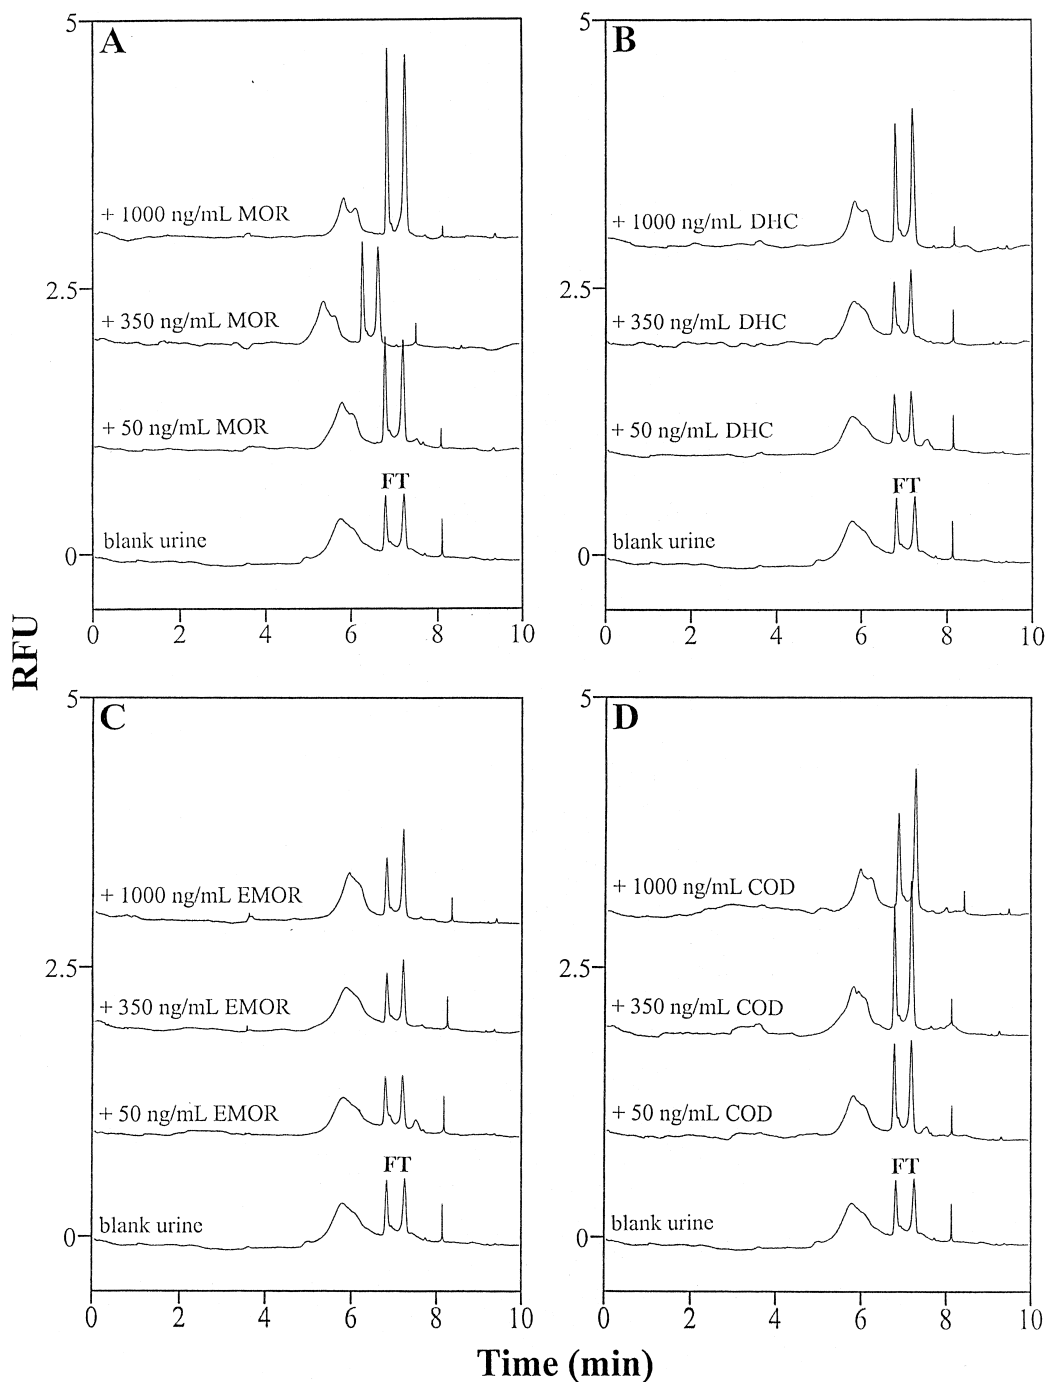 5
A
+ 1000 ng/mL MOR
2.5
+ 350 ng/mL MOR
+ 50 ng/mL MOR
FT
0
blank urine
0 2 4 6 8 10
5
B
+ 1000 ng/mL DHC
2.5
+ 350 ng/mL DHC
+ 50 ng/mL DHC
FT
0
blank urine
0 2 4 6 8 10
RFU
5
C
+ 1000 ng/mL EMOR
2.5
+ 350 ng/mL EMOR
+ 50 ng/mL EMOR
FT
0
blank urine
0 2 4 6 8 10
5
D
+ 1000 ng/mL COD
2.5
+ 350 ng/mL COD
+ 50 ng/mL COD
FT
0
blank urine
0 2 4 6 8 10
Time (min)